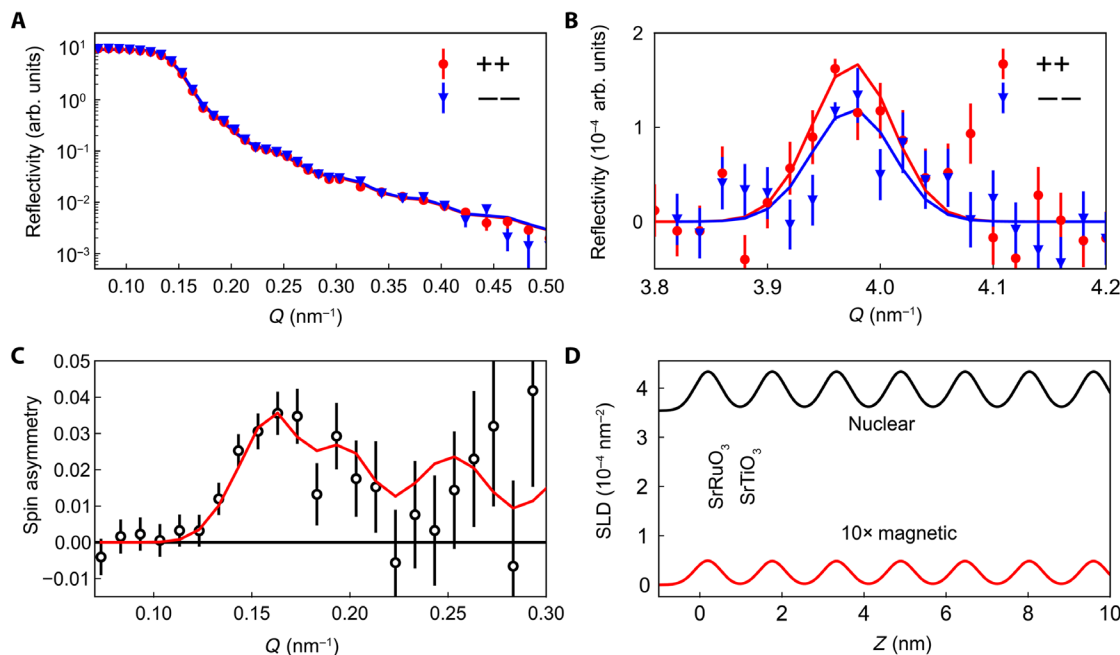 A
Reflectivity (arb. units)
10¹
10⁰
10⁻¹
10⁻²
10⁻³
++
−−
0.10 0.15 0.20 0.25 0.30 0.35 0.40 0.45 0.50
Q (nm⁻¹)
B
Reflectivity (10⁻⁴ arb. units)
2
1
0
++
−−
3.8 3.9 4.0 4.1 4.2
Q (nm⁻¹)
C
Spin asymmetry
0.05
0.04
0.03
0.02
0.01
0.00
−0.01
0.10 0.15 0.20 0.25 0.30
Q (nm⁻¹)
D
SLD (10⁻⁴ nm⁻²)
4
3
2
1
0
Nuclear
SrRuO₃
SrTiO₃
10× magnetic
0 2 4 6 8 10
Z (nm)